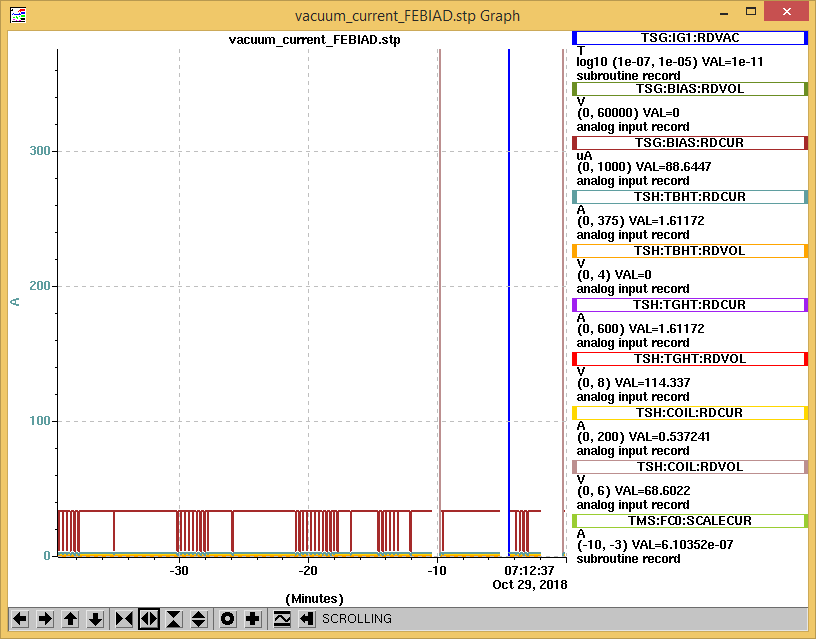 vacuum_current_FEBIAD.stp Graph
vacuum_current_FEBIAD.stp
A
300
200
100
0
-30
-20
-10
07:12:37
Oct 29, 2018
(Minutes)
TSG:IG1:RDVAC
T
log10 (1e-07, 1e-05) VAL=1e-11
subroutine record
TSG:BIAS:RDVOL
V
(0, 60000) VAL=0
analog input record
TSG:BIAS:RDCUR
uA
(0, 1000) VAL=88.6447
analog input record
TSH:TBHT:RDCUR
A
(0, 375) VAL=1.61172
analog input record
TSH:TBHT:RDVOL
V
(0, 4) VAL=0
analog input record
TSH:TGHT:RDCUR
A
(0, 600) VAL=1.61172
analog input record
TSH:TGHT:RDVOL
V
(0, 8) VAL=114.337
analog input record
TSH:COIL:RDCUR
A
(0, 200) VAL=0.537241
analog input record
TSH:COIL:RDVOL
V
(0, 6) VAL=68.6022
analog input record
TMS:FC0:SCALECUR
A
(-10, -3) VAL=6.10352e-07
subroutine record
SCROLLING